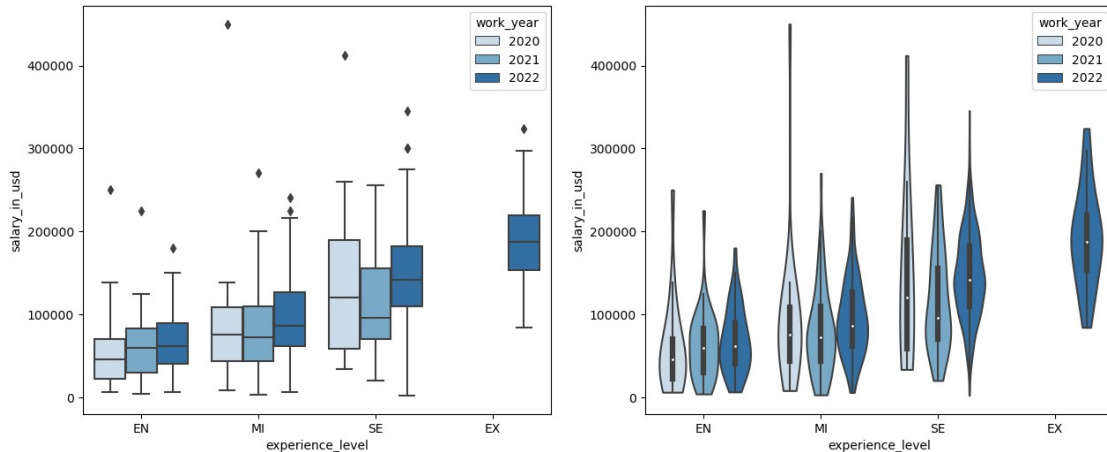 work_year
2020
2021
2022
400000
300000
200000
100000
0
salary_in_usd
EN
MI
SE
EX
experience_level
work_year
2020
2021
2022
400000
300000
200000
100000
0
salary_in_usd
EN
MI
SE
EX
experience_level